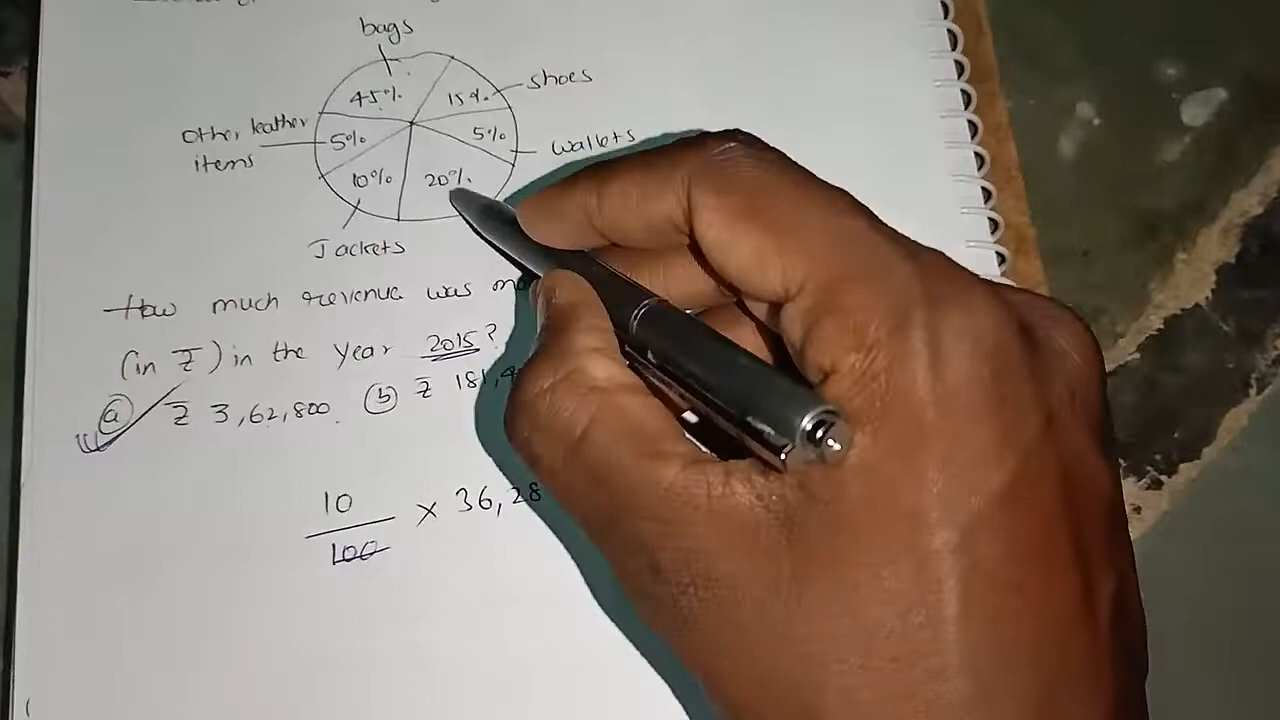 bags
45%
15%
shoes
Other leather
items
5%
5%
wallets
10%
20%
Jackets
How much revenue was
(in ₹) in the year 2015?
(a) ₹ 3,62,800. (b) ₹ 181,4
10
100
× 36,28